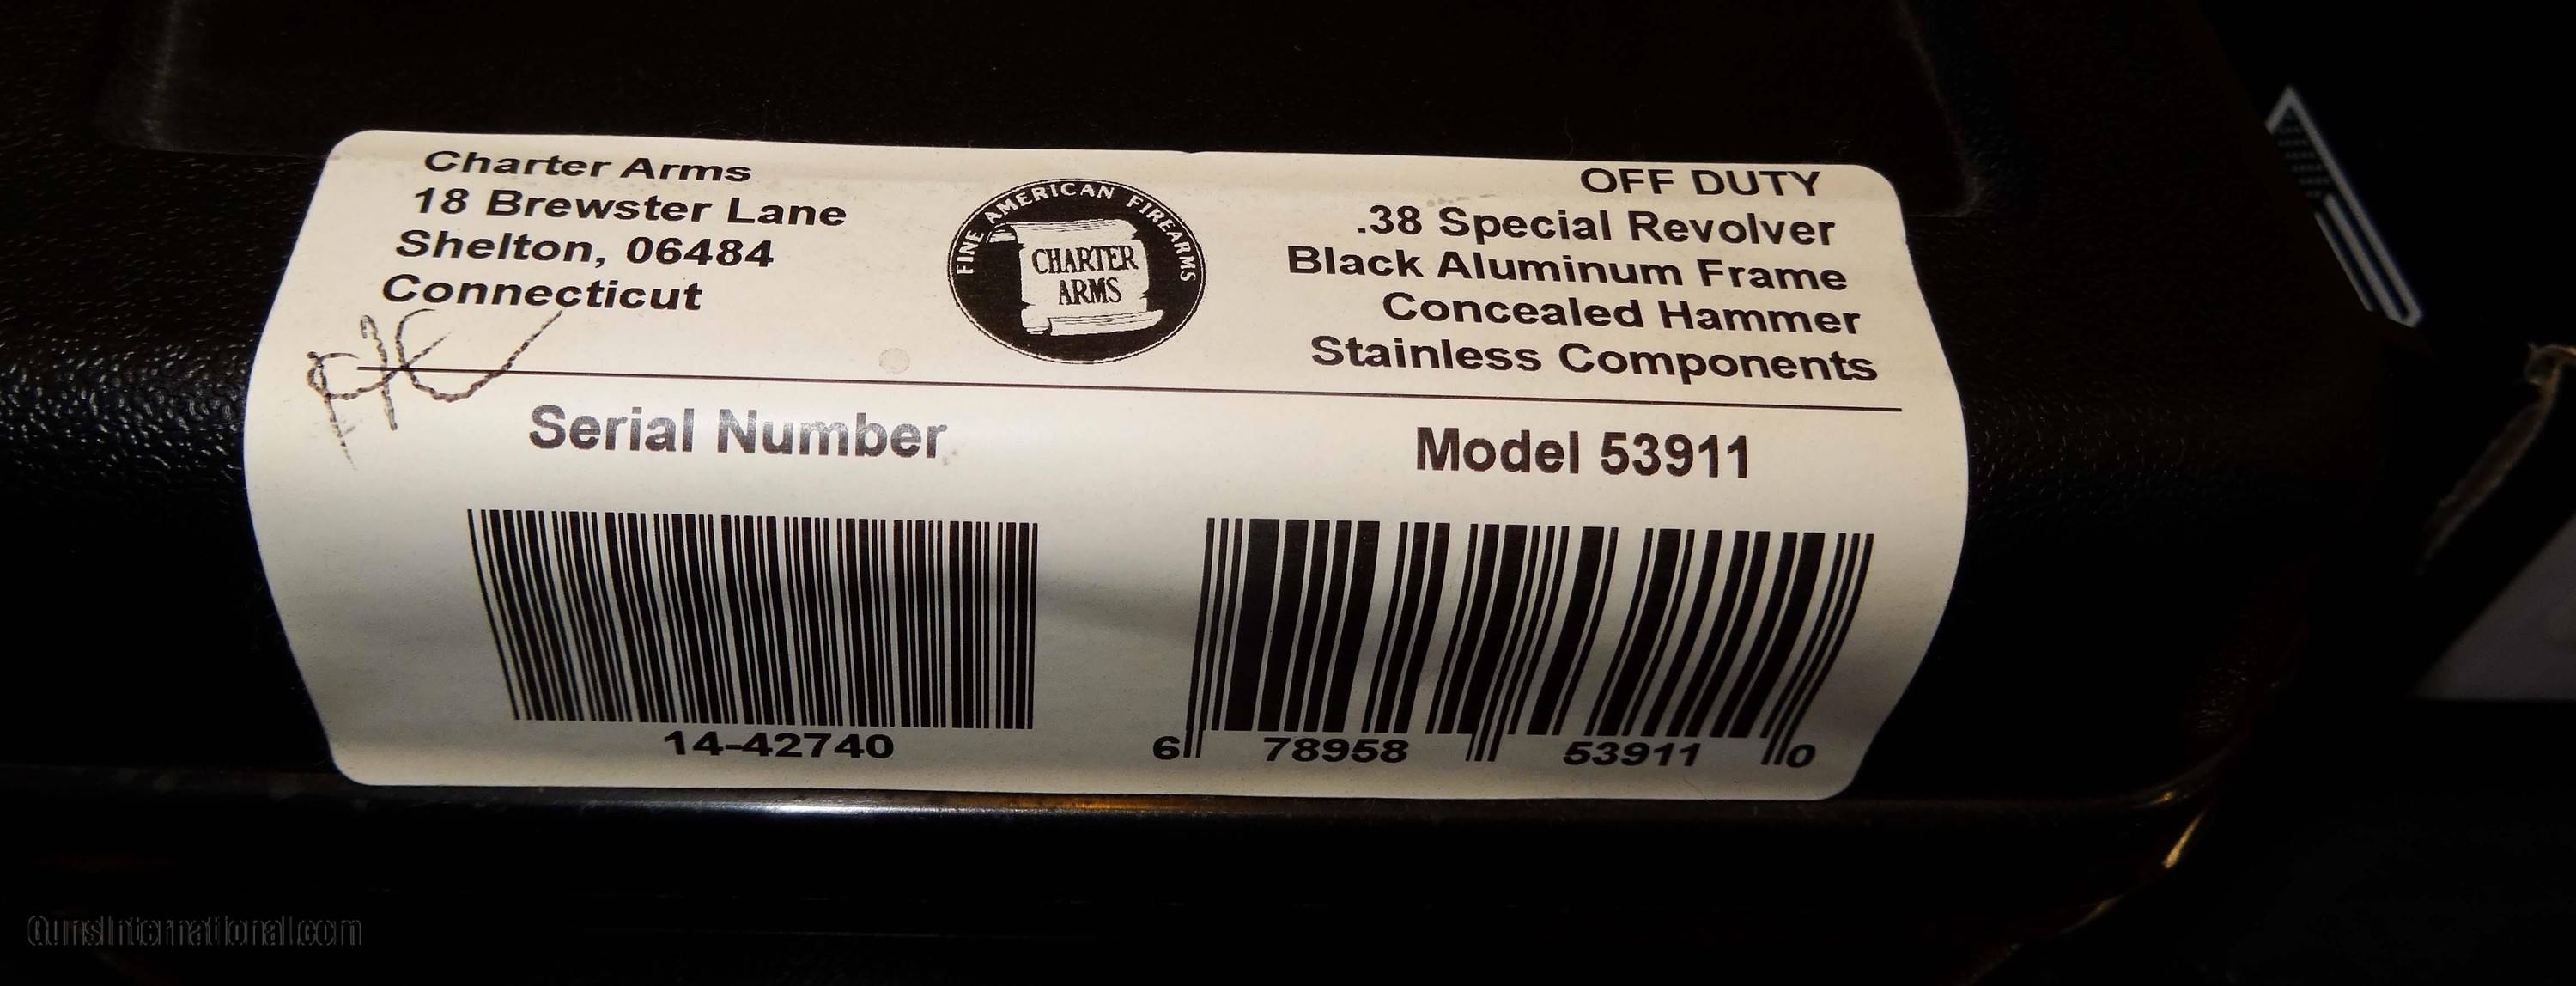 Charter Arms
18 Brewster Lane
Shelton, 06484
Connecticut
FINE AMERICAN FIREARMS
CHARTER
ARMS
OFF DUTY
.38 Special Revolver
Black Aluminum Frame
Concealed Hammer
Stainless Components
Serial Number
14-42740
Model 53911
6 78958 53911 0
GunsInternational.com